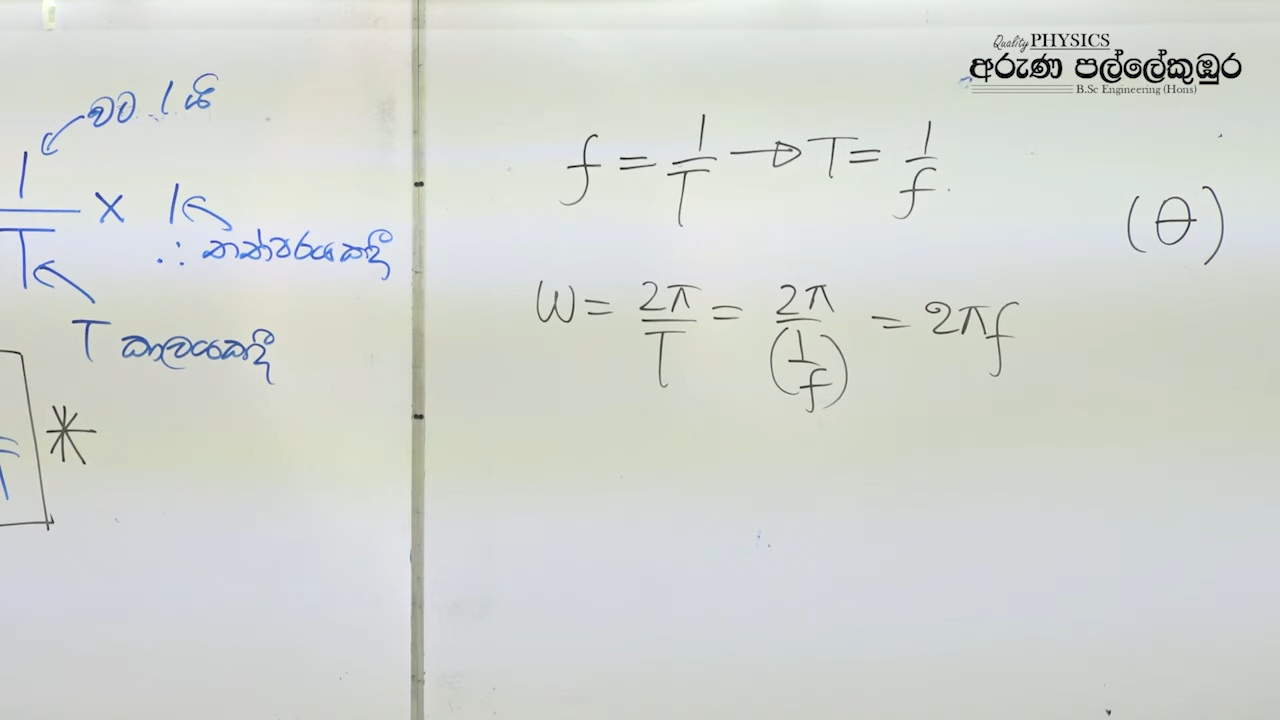 Quality PHYSICS
අරුණ පල්ලේකුඹුර
B.Sc Engineering (Hons)
වට 1 යි
1/T × 1
∴ තත්පරයකදී
T කාලයකදී
*
f = 1/T → T = 1/f
(θ)
W = 2π/T = 2π/(1/f) = 2πf